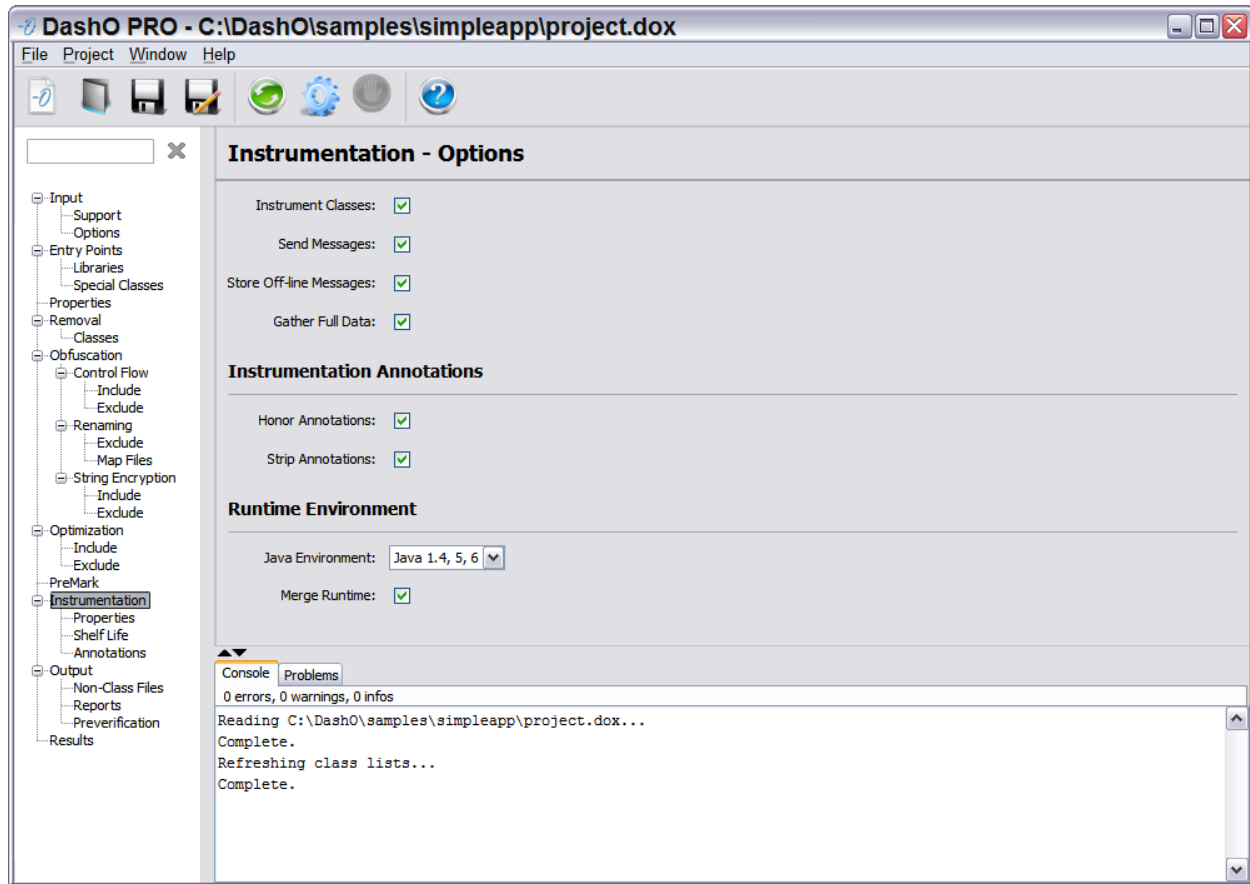 DashO PRO - C:\DashO\samples\simpleapp\project.dox
File Project Window Help
Input
Support
Options
Entry Points
Libraries
Special Classes
Properties
Removal
Classes
Obfuscation
Control Flow
Include
Exclude
Renaming
Exclude
Map Files
String Encryption
Include
Exclude
Optimization
Include
Exclude
PreMark
Instrumentation
Properties
Shelf Life
Annotations
Output
Non-Class Files
Reports
Preverification
Results
Instrumentation - Options
Instrument Classes:
Send Messages:
Store Off-line Messages:
Gather Full Data:
Instrumentation Annotations
Honor Annotations:
Strip Annotations:
Runtime Environment
Java Environment: Java 1.4, 5, 6
Merge Runtime:
Console Problems
0 errors, 0 warnings, 0 infos
Reading C:\DashO\samples\simpleapp\project.dox...
Complete.
Refreshing class lists...
Complete.